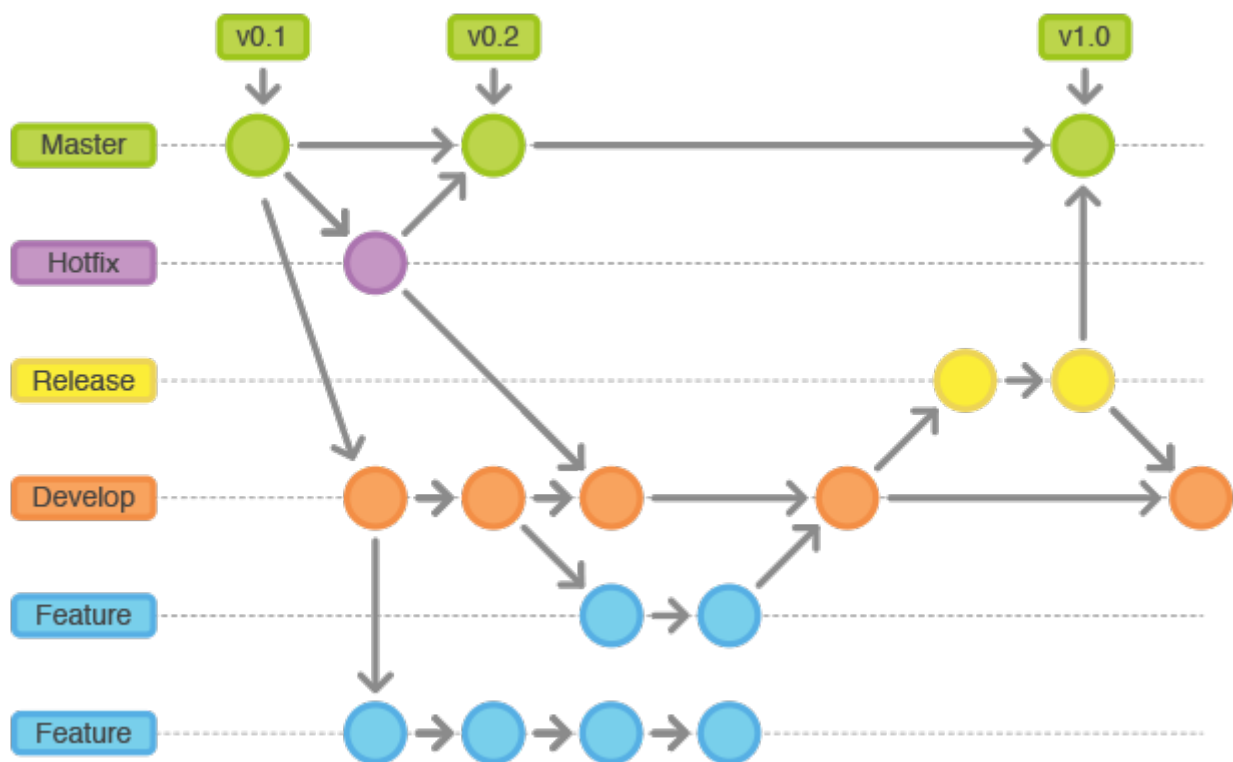 v0.1
v0.2
v1.0
Master
Hotfix
Release
Develop
Feature
Feature